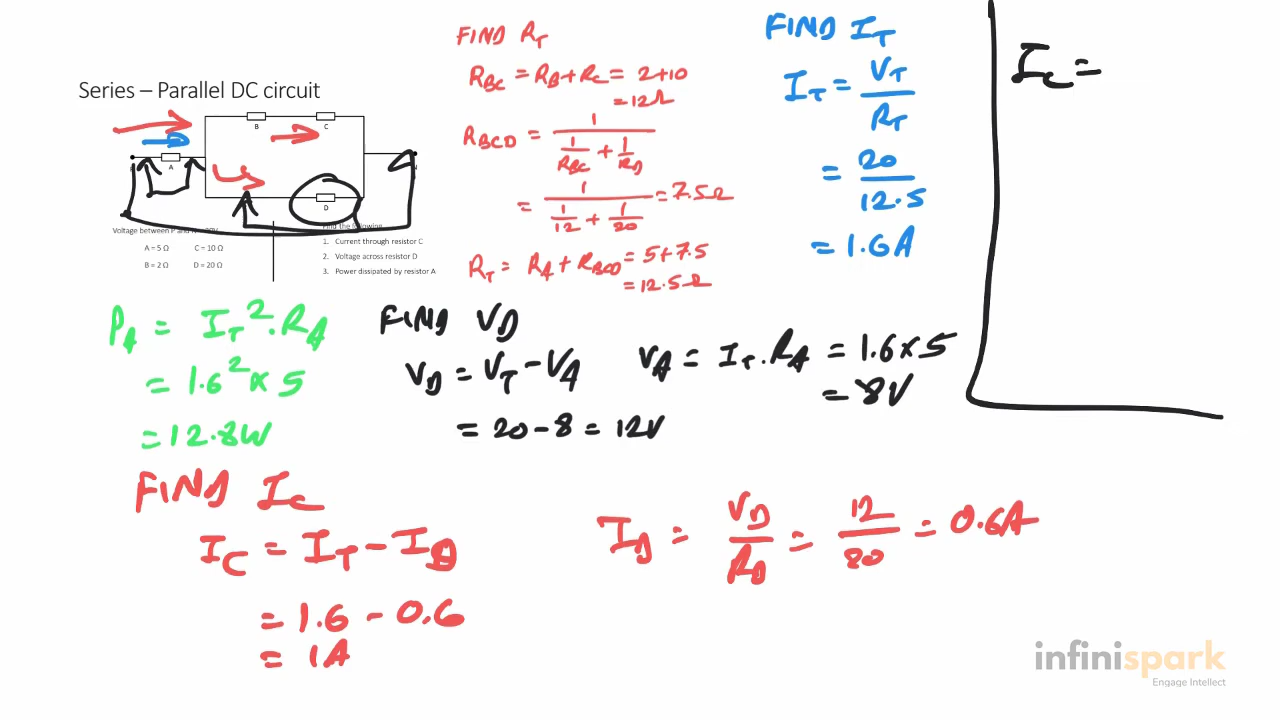 Series – Parallel DC circuit
A
B
C
D
Voltage between P and
A = 5 Ω C = 10 Ω
B = 2 Ω D = 20 Ω
Find the following
1. Current through resistor C
2. Voltage across resistor D
3. Power dissipated by resistor A
FIND RT
RBC = RB + RC = 2 + 10
= 12Ω
RBCD = 1 / (1/RBC + 1/RD)
= 1 / (1/12 + 1/20) = 7.5Ω
RT = RA + RBCD = 5 + 7.5
= 12.5Ω
FIND IT
IT = VT / RT
= 20 / 12.5
= 1.6A
IC =
PA = IT².RA
= 1.6² × 5
= 12.8W
FIND VD
VD = VT - VA
= 20 - 8 = 12V
VA = IT.RA = 1.6 × 5
= 8V
FIND IC
IC = IT - ID
= 1.6 - 0.6
= 1A
ID = VD / RD = 12 / 20 = 0.6A
infinispark
Engage Intellect